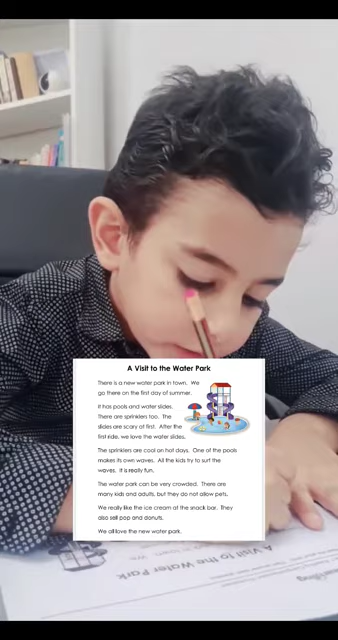 A Visit to the Water Park
There is a new water park in town. We
go there on the first day of summer.
It has pools and water slides.
There are sprinklers too. The
slides are scary at first. After the
first ride, we love the water slides.
The sprinklers are cool on hot days. One of the pools
makes its own waves. All the kids try to surf the
waves. It is really fun.
The water park can be very crowded. There are
many kids and adults, but they do not allow pets.
We really like the ice cream at the snack bar. They
also sell pop and donuts.
We all love the new water park.
A Visit to the Water Park